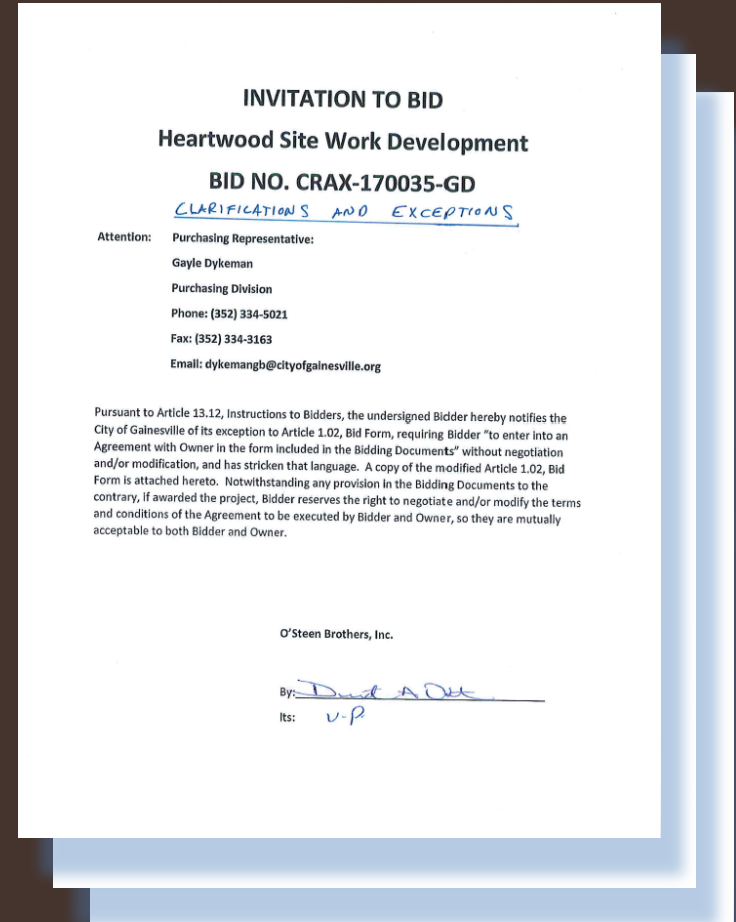 INVITATION TO BID
Heartwood Site Work Development
BID NO. CRAX-170035-GD
CLARIFICATIONS AND EXCEPTIONS
Attention: Purchasing Representative:
Gayle Dykeman
Purchasing Division
Phone: (352) 334-5021
Fax: (352) 334-3163
Email: dykemangb@cityofgainesville.org
Pursuant to Article 13.12, Instructions to Bidders, the undersigned Bidder hereby notifies the
City of Gainesville of its exception to Article 1.02, Bid Form, requiring Bidder "to enter into an
Agreement with Owner in the form included in the Bidding Documents" without negotiation
and/or modification, and has stricken that language. A copy of the modified Article 1.02, Bid
Form is attached hereto. Notwithstanding any provision in the Bidding Documents to the
contrary, if awarded the project, Bidder reserves the right to negotiate and/or modify the terms
and conditions of the Agreement to be executed by Bidder and Owner, so they are mutually
acceptable to both Bidder and Owner.
O'Steen Brothers, Inc.
By:
Its: V-P.